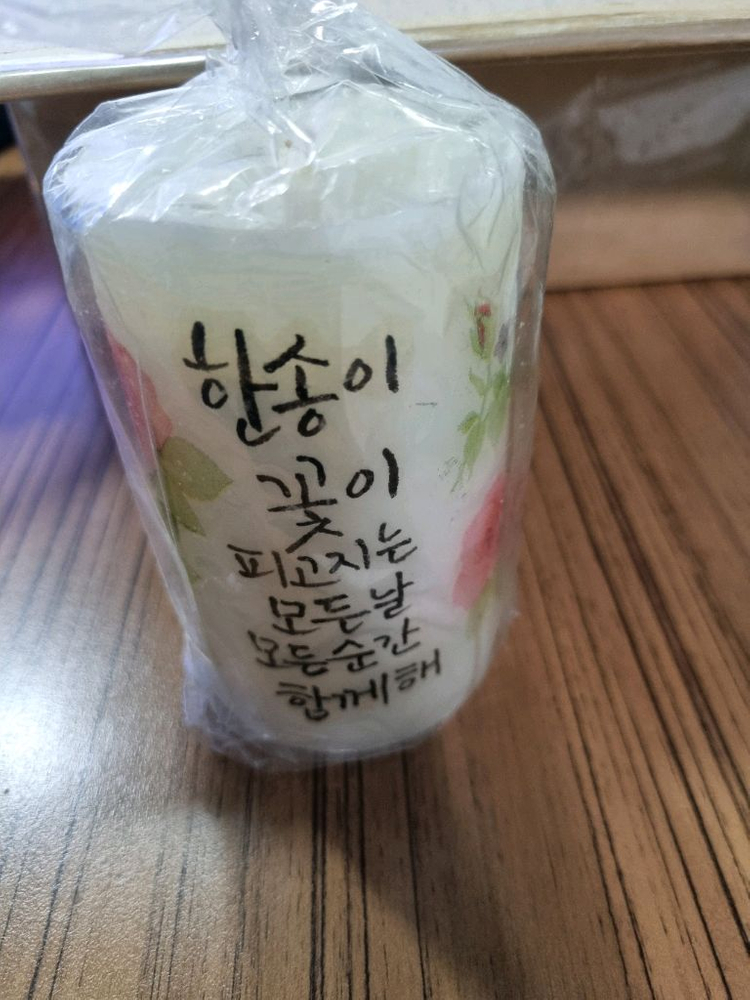 한송이
꽃이
피고지는
모든날
모든순간
함께해